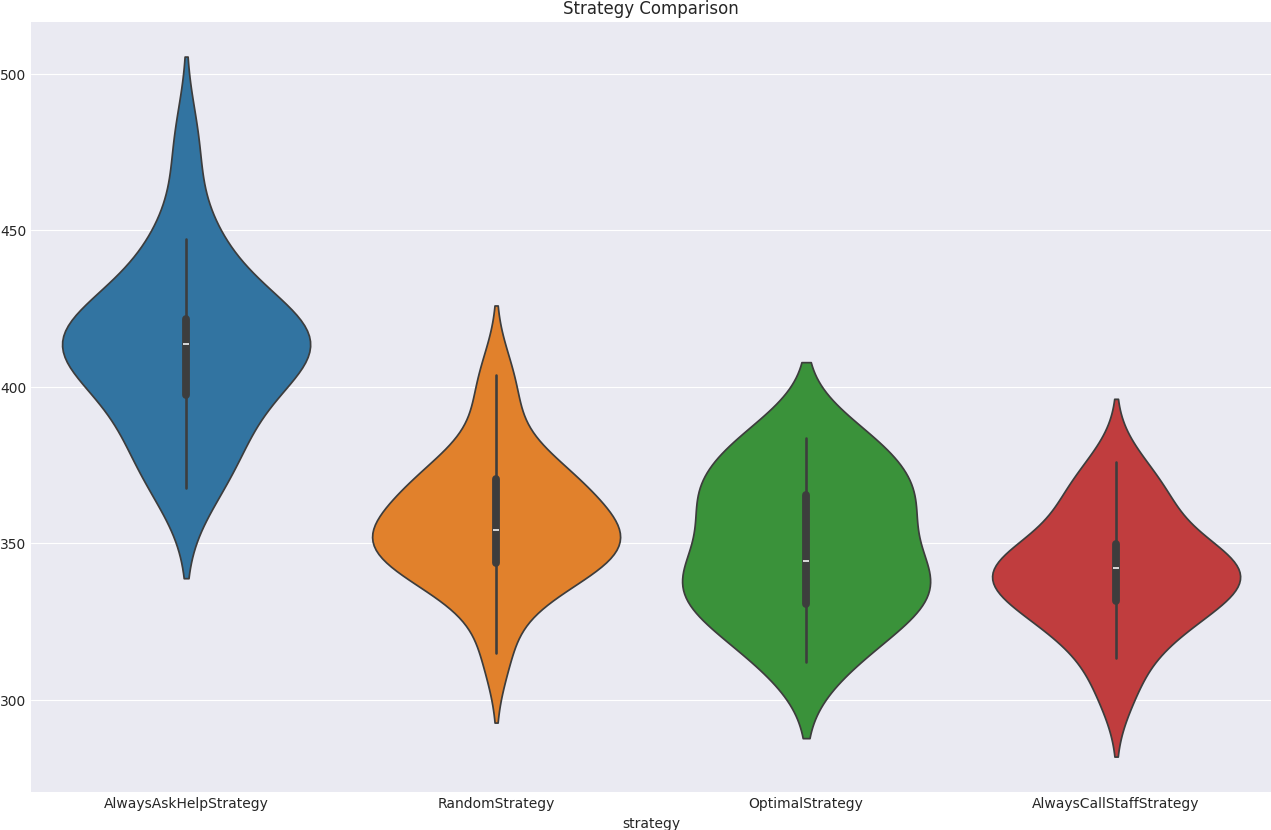 Strategy Comparison
500
450
400
350
300
AlwaysAskHelpStrategy RandomStrategy OptimalStrategy AlwaysCallStaffStrategy
strategy